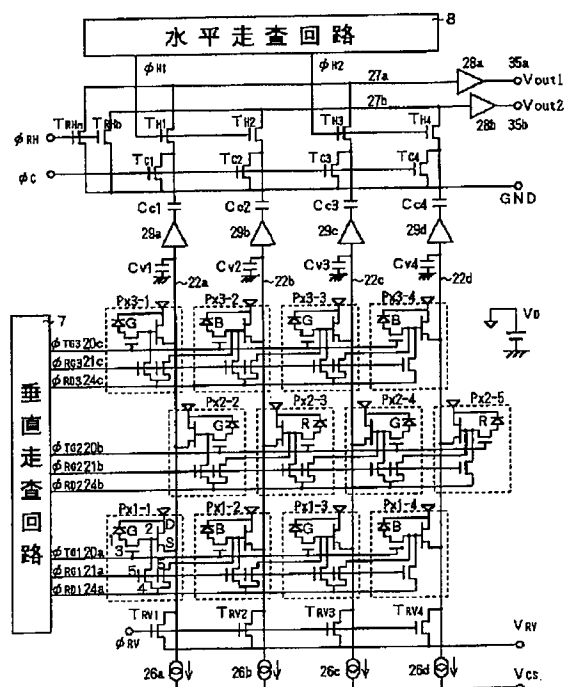 水平走査回路
8
φH1
φH2
27a
28a
35a
Vout1
27b
28b
35b
Vout2
φRH
TRHa
TRHb
TH1
TH2
TH3
TH4
φC
TC1
TC2
TC3
TC4
GND
Cc1
Cc2
Cc3
Cc4
29a
29b
29c
29d
Cv1
Cv2
Cv3
Cv4
22a
22b
22c
22d
7
垂直走査回路
Px3-1
Px3-2
Px3-3
Px3-4
G
B
G
B
VD
φTG3 20c
φRG3 21c
φRD3 24c
Px2-2
Px2-3
Px2-4
Px2-5
G
R
G
R
φTG2 20b
φRG2 21b
φRD2 24b
Px1-1
Px1-2
Px1-3
Px1-4
G
B
G
B
1
2
D
S
3
5
4
φTG1 20a
φRG1 21a
φRD1 24a
TRV1
TRV2
TRV3
TRV4
φRV
VRV
26a
26b
26c
26d
VCS